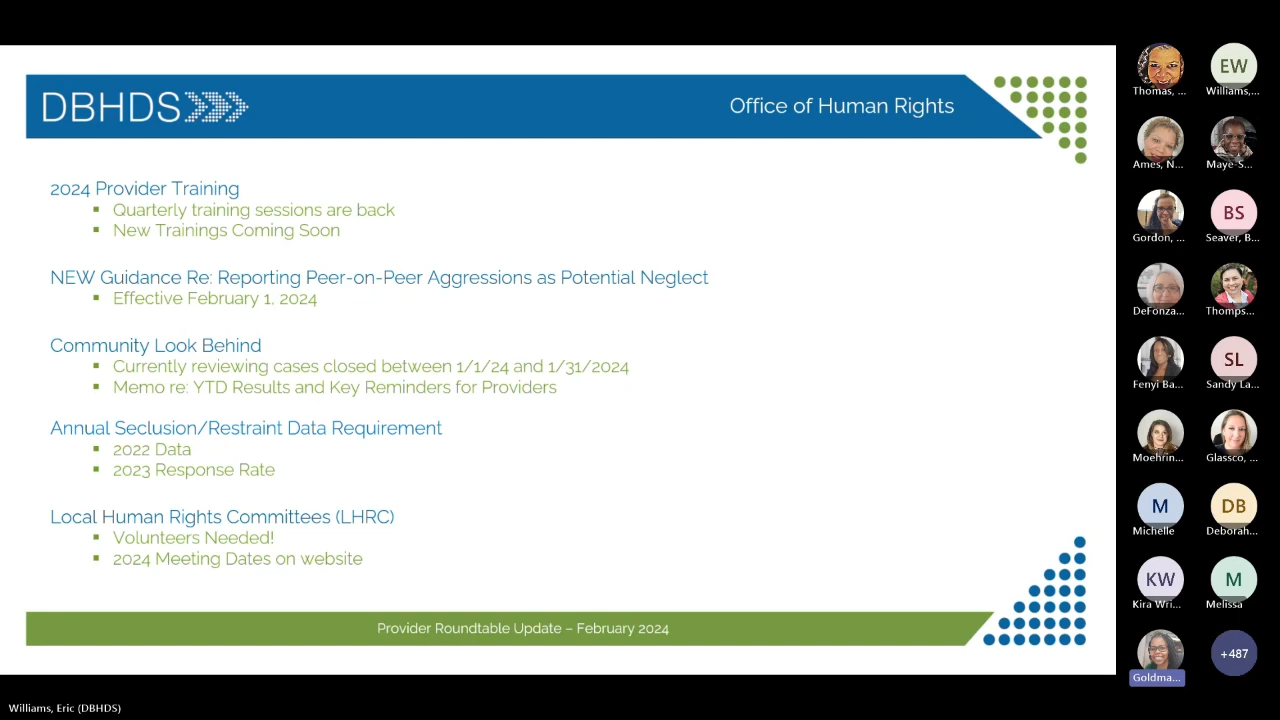 DBHDS
Office of Human Rights
2024 Provider Training
▪ Quarterly training sessions are back
▪ New Trainings Coming Soon
NEW Guidance Re: Reporting Peer-on-Peer Aggressions as Potential Neglect
▪ Effective February 1, 2024
Community Look Behind
▪ Currently reviewing cases closed between 1/1/24 and 1/31/2024
▪ Memo re: YTD Results and Key Reminders for Providers
Annual Seclusion/Restraint Data Requirement
▪ 2022 Data
▪ 2023 Response Rate
Local Human Rights Committees (LHRC)
▪ Volunteers Needed!
▪ 2024 Meeting Dates on website
Provider Roundtable Update – February 2024
Thomas, ...
EW
Williams,...
Ames, N...
Maye-S...
Gordon, ...
BS
Seaver, B...
DeFonza...
Thomps...
Fenyi Ba...
SL
Sandy La...
Moehrin...
Glassco, ...
M
Michelle
DB
Deborah...
KW
Kira Wri...
M
Melissa
Goldma...
+487
Williams, Eric (DBHDS)